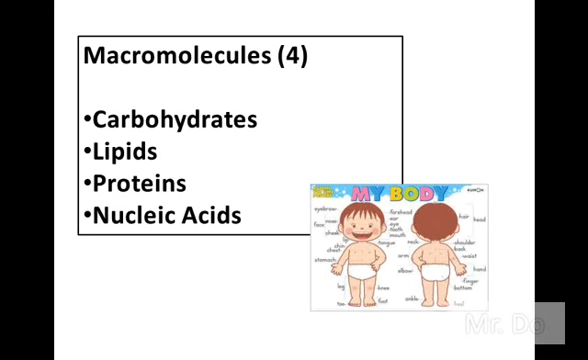 Macromolecules (4)
•Carbohydrates
•Lipids
•Proteins
•Nucleic Acids
MY BODY
eyebrow
nose
face
cheek
lip
chin
chest
stomach
leg
toe
forehead
ear
eye
teeth
mouth
tongue
arm
elbow
knee
foot
hair
head
neck
shoulder
back
waist
hand
finger
bottom
ankle
heel
Mr. Do